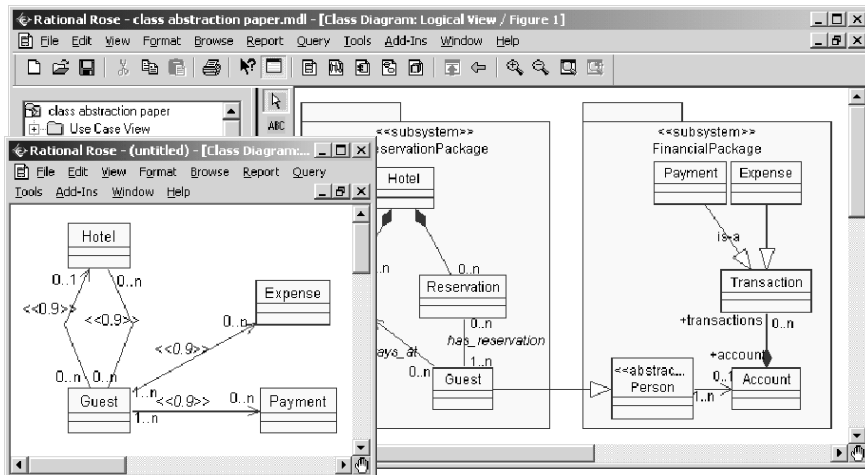 Rational Rose - class abstraction paper.mdl - [Class Diagram: Logical View / Figure 1]
File Edit View Format Browse Report Query Tools Add-Ins Window Help
class abstraction paper
Use Case View
ABC
<<subsystem>>
eservationPackage
Hotel
0..n
0..n
Reservation
0..n
has_reservation
ays_at
1..n
0..n
Guest
<<subsystem>>
FinancialPackage
Payment
Expense
is-a
Transaction
+transactions
0..n
+account
<<abstrac...
Person
0..1
1..n
Account
Rational Rose - (untitled) - [Class Diagram:...
File Edit View Format Browse Report Query
Tools Add-Ins Window Help
Hotel
0..1
0..n
<<0.9>>
<<0.9>>
Expense
0..n
<<0.9>>
0..n
0..n
Guest
1..n
<<0.9>>
0..n
1..n
Payment